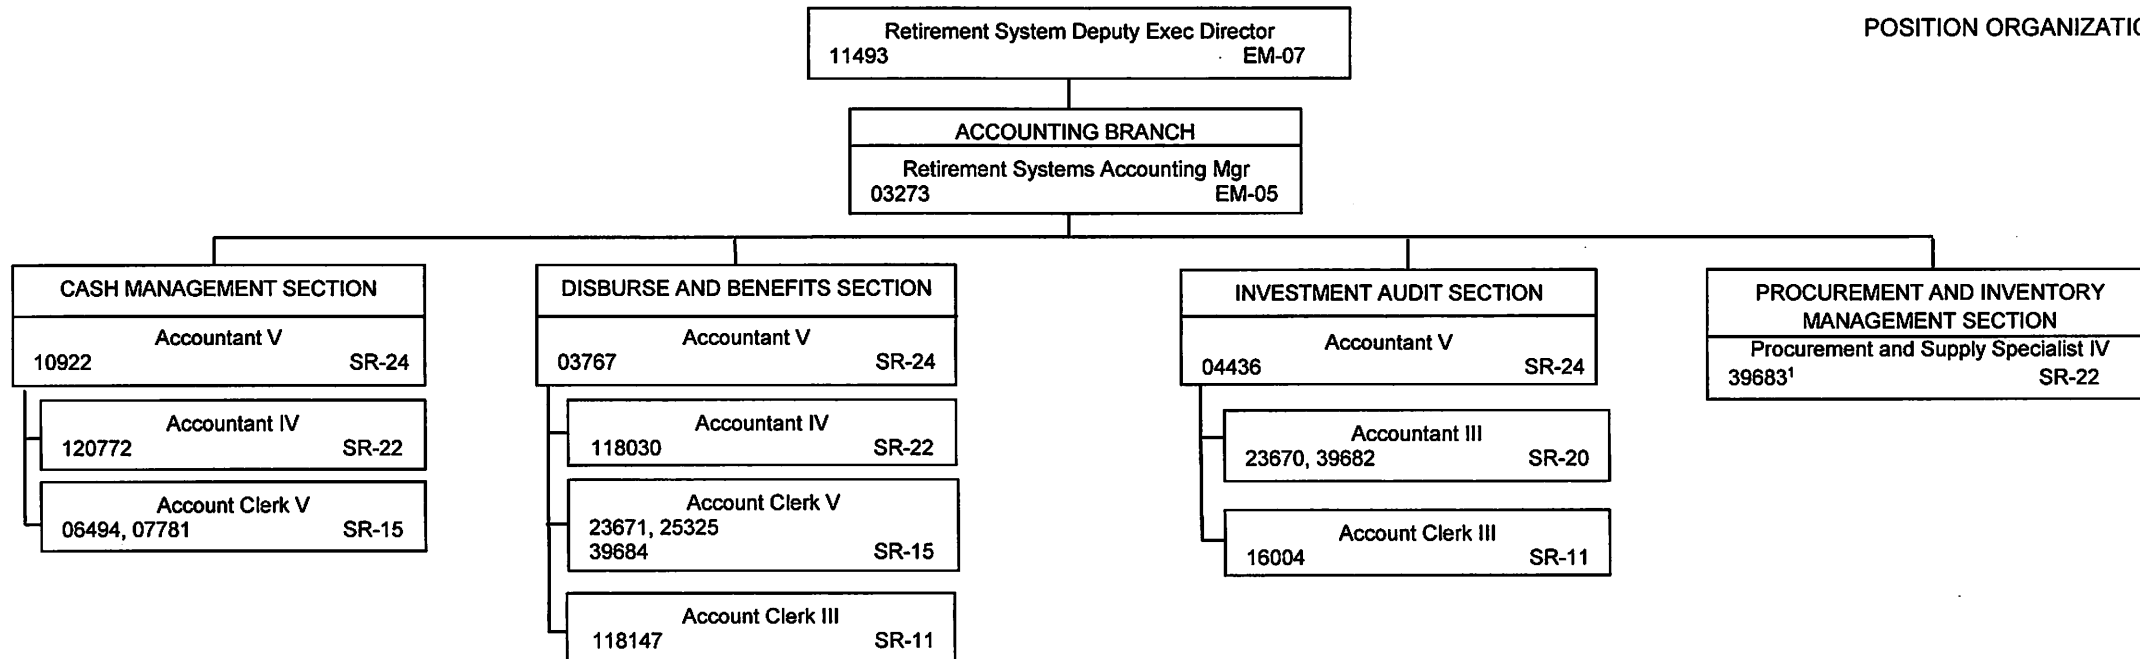 Retirement System Deputy Exec Director
11493 EM-07
POSITION ORGANIZATIO
ACCOUNTING BRANCH
Retirement Systems Accounting Mgr
03273 EM-05
CASH MANAGEMENT SECTION
Accountant V
10922 SR-24
Accountant IV
120772 SR-22
Account Clerk V
06494, 07781 SR-15
DISBURSE AND BENEFITS SECTION
Accountant V
03767 SR-24
Accountant IV
118030 SR-22
Account Clerk V
23671, 25325
39684 SR-15
Account Clerk III
118147 SR-11
INVESTMENT AUDIT SECTION
Accountant V
04436 SR-24
Accountant III
23670, 39682 SR-20
Account Clerk III
16004 SR-11
PROCUREMENT AND INVENTORY
MANAGEMENT SECTION
Procurement and Supply Specialist IV
39683¹ SR-22